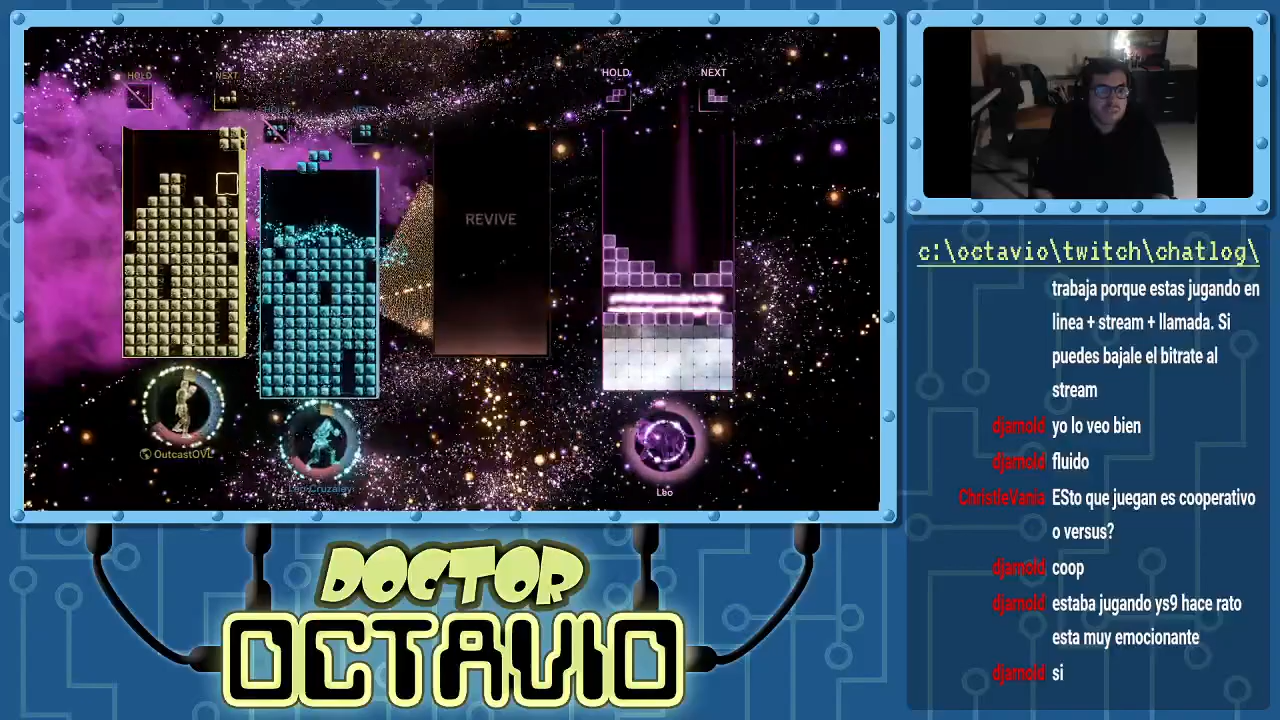 HOLD
NEXT
HOLD
NEXT
HOLD
NEXT
REVIVE
OutcastOVL
Leo
DOCTOR
OCTAVIO
c:\octavio\twitch\chatlog\
trabaja porque estas jugando en
linea + stream + llamada. Si
puedes bajale el bitrate al
stream
djarnold yo lo veo bien
djarnold fluido
ChristleVania ESto que juegan es cooperativo
o versus?
djarnold coop
djarnold estaba jugando ys9 hace rato
esta muy emocionante
djarnold si